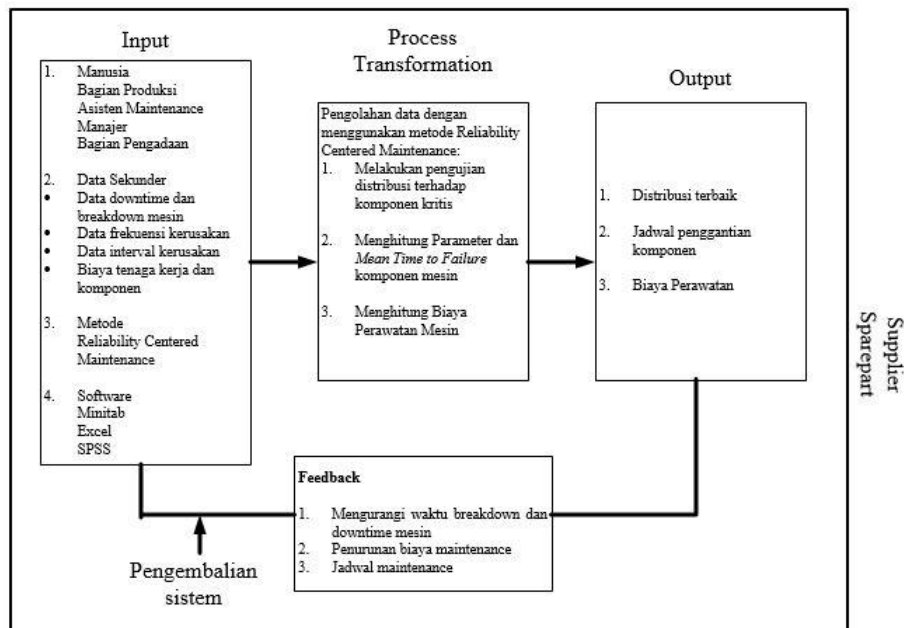 Input
1. Manusia
Bagian Produksi
Asisten Maintenance
Manajer
Bagian Pengadaan
2. Data Sekunder
• Data downtime dan
breakdown mesin
• Data frekuensi kerusakan
• Data interval kerusakan
• Biaya tenaga kerja dan
komponen
3. Metode
Reliability Centered
Maintenance
4. Software
Minitab
Excel
SPSS
Process
Transformation
Pengolahan data dengan
menggunakan metode Reliability
Centered Maintenance:
1. Melakukan pengujian
distribusi terhadap
komponen kritis
2. Menghitung Parameter dan
Mean Time to Failure
komponen mesin
3. Menghitung Biaya
Perawatan Mesin
Output
1. Distribusi terbaik
2. Jadwal penggantian
komponen
3. Biaya Perawatan
Supplier
Sparepart
Feedback
1. Mengurangi waktu breakdown dan
downtime mesin
2. Penurunan biaya maintenance
3. Jadwal maintenance
Pengembalian
sistem